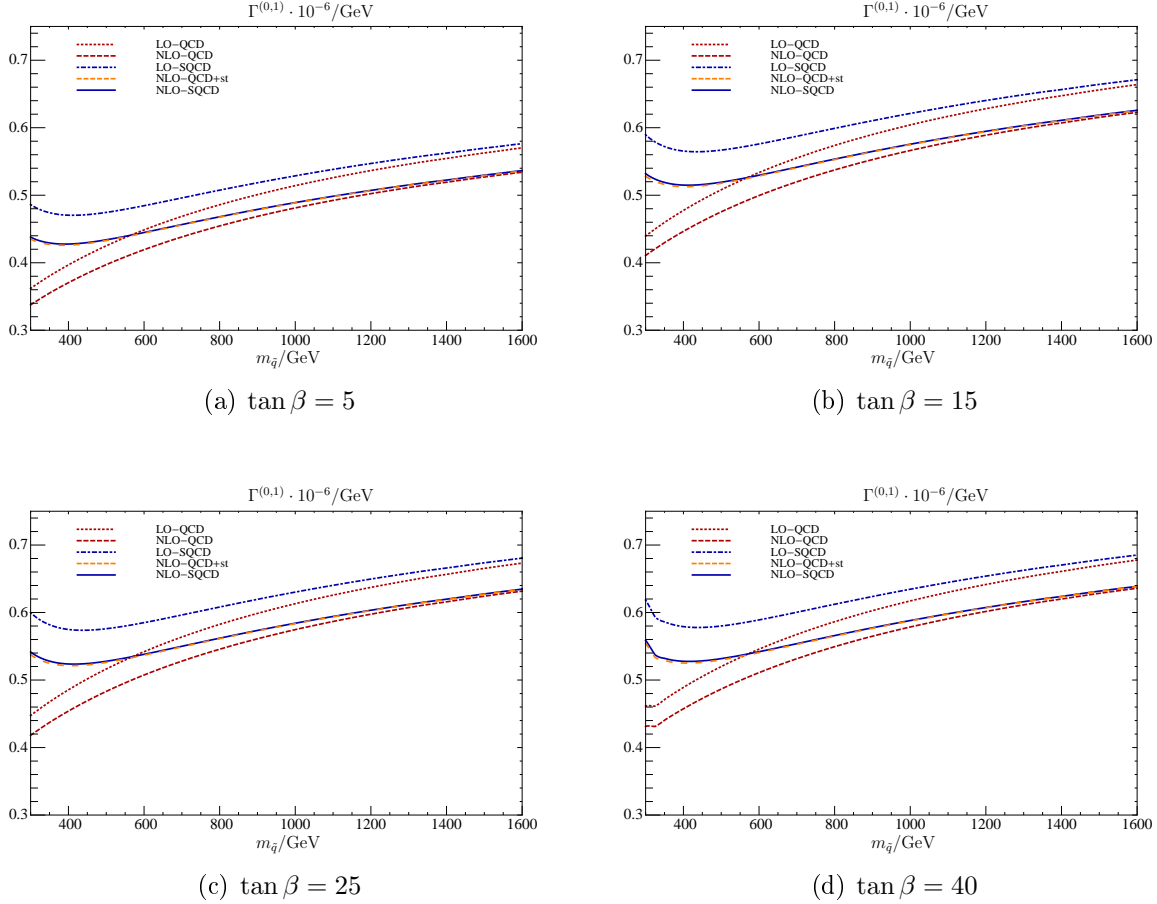 Γ^(0,1) · 10^−6/GeV
LO−QCD
NLO−QCD
LO−SQCD
NLO−QCD+st
NLO−SQCD
0.7
0.6
0.5
0.4
0.3
400 600 800 1000 1200 1400 1600
m_q̃/GeV
(a) tan β = 5
Γ^(0,1) · 10^−6/GeV
LO−QCD
NLO−QCD
LO−SQCD
NLO−QCD+st
NLO−SQCD
0.7
0.6
0.5
0.4
0.3
400 600 800 1000 1200 1400 1600
m_q̃/GeV
(b) tan β = 15
Γ^(0,1) · 10^−6/GeV
LO−QCD
NLO−QCD
LO−SQCD
NLO−QCD+st
NLO−SQCD
0.7
0.6
0.5
0.4
0.3
400 600 800 1000 1200 1400 1600
m_q̃/GeV
(c) tan β = 25
Γ^(0,1) · 10^−6/GeV
LO−QCD
NLO−QCD
LO−SQCD
NLO−QCD+st
NLO−SQCD
0.7
0.6
0.5
0.4
0.3
400 600 800 1000 1200 1400 1600
m_q̃/GeV
(d) tan β = 40